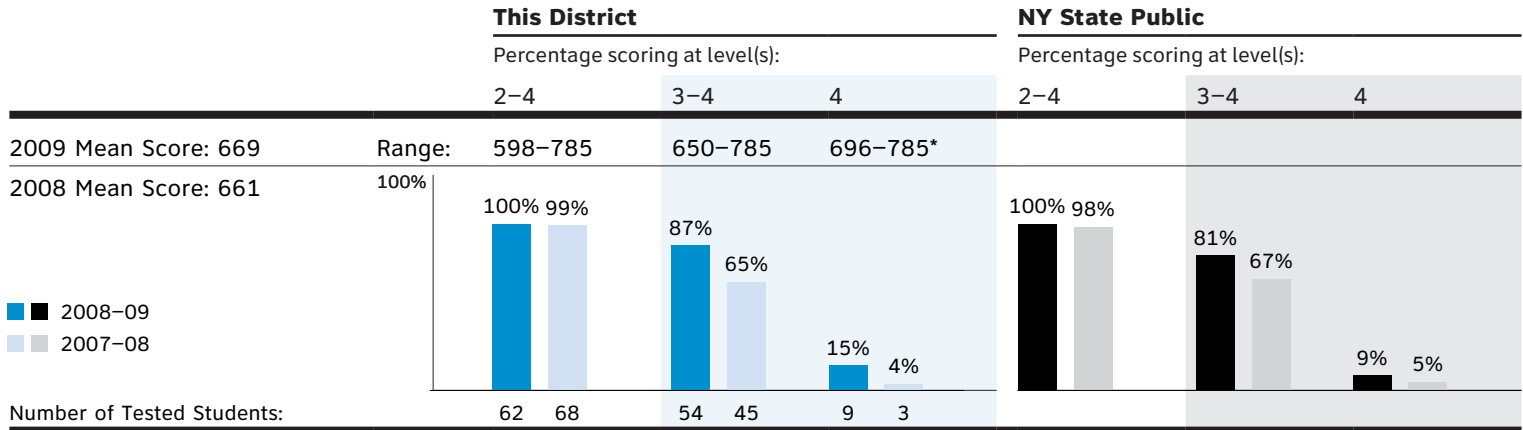 This District NY State Public
Percentage scoring at level(s): Percentage scoring at level(s):
2–4 3–4 4 2–4 3–4 4
2009 Mean Score: 669 Range: 598–785 650–785 696–785*
2008 Mean Score: 661
100%
100% 99% 87% 65% 15% 4% 100% 98% 81% 67% 9% 5%
2008–09
2007–08
Number of Tested Students: 62 68 54 45 9 3